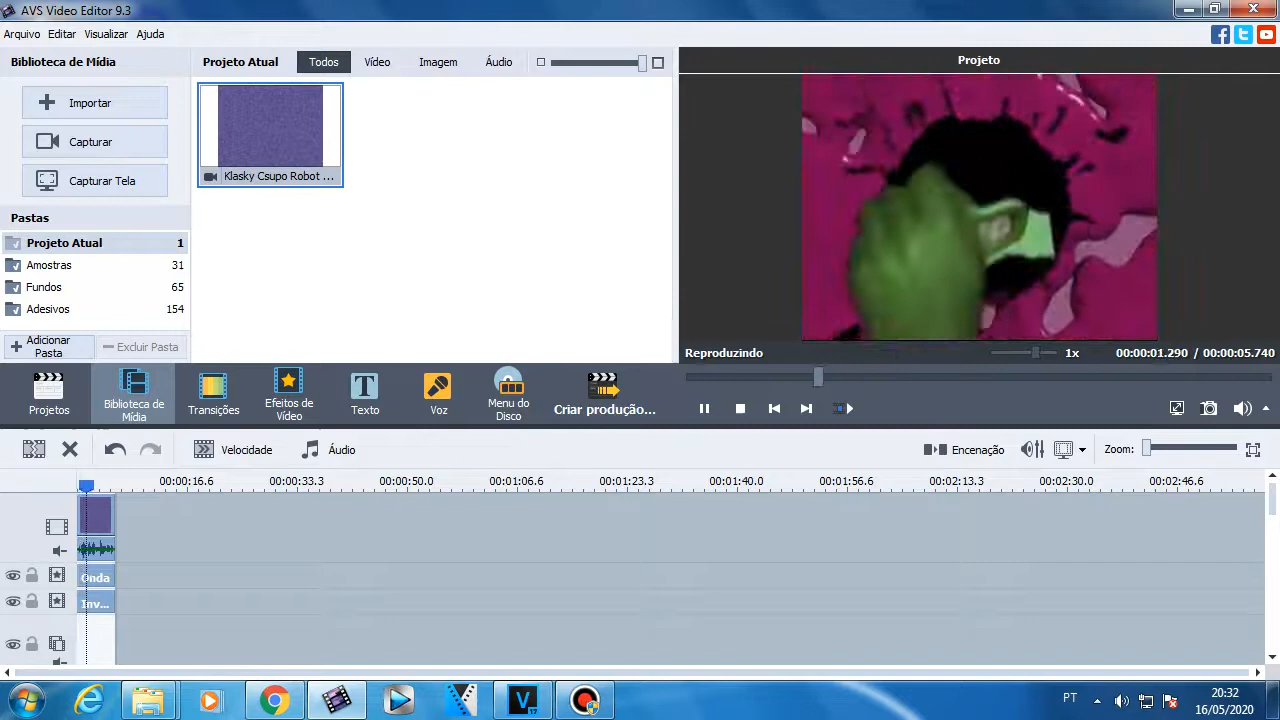 AVS Video Editor 9.3
Arquivo Editar Visualizar Ajuda
Biblioteca de Mídia
Importar
Capturar
Capturar Tela
Pastas
Projeto Atual 1
Amostras 31
Fundos 65
Adesivos 154
Adicionar
Pasta
Excluir Pasta
Projeto Atual Todos Vídeo Imagem Áudio
Klasky Csupo Robot ...
Projeto
Reproduzindo 1x 00:00:01.290 / 00:00:05.740
Projetos
Biblioteca de
Mídia
Transições
Efeitos de
Vídeo
Texto
Voz
Menu do
Disco
Criar produção...
Velocidade Áudio Encenação Zoom:
00:00:16.6 00:00:33.3 00:00:50.0 00:01:06.6 00:01:23.3 00:01:40.0 00:01:56.6 00:02:13.3 00:02:30.0 00:02:46.6
Onda
Inv...
PT
20:32
16/05/2020